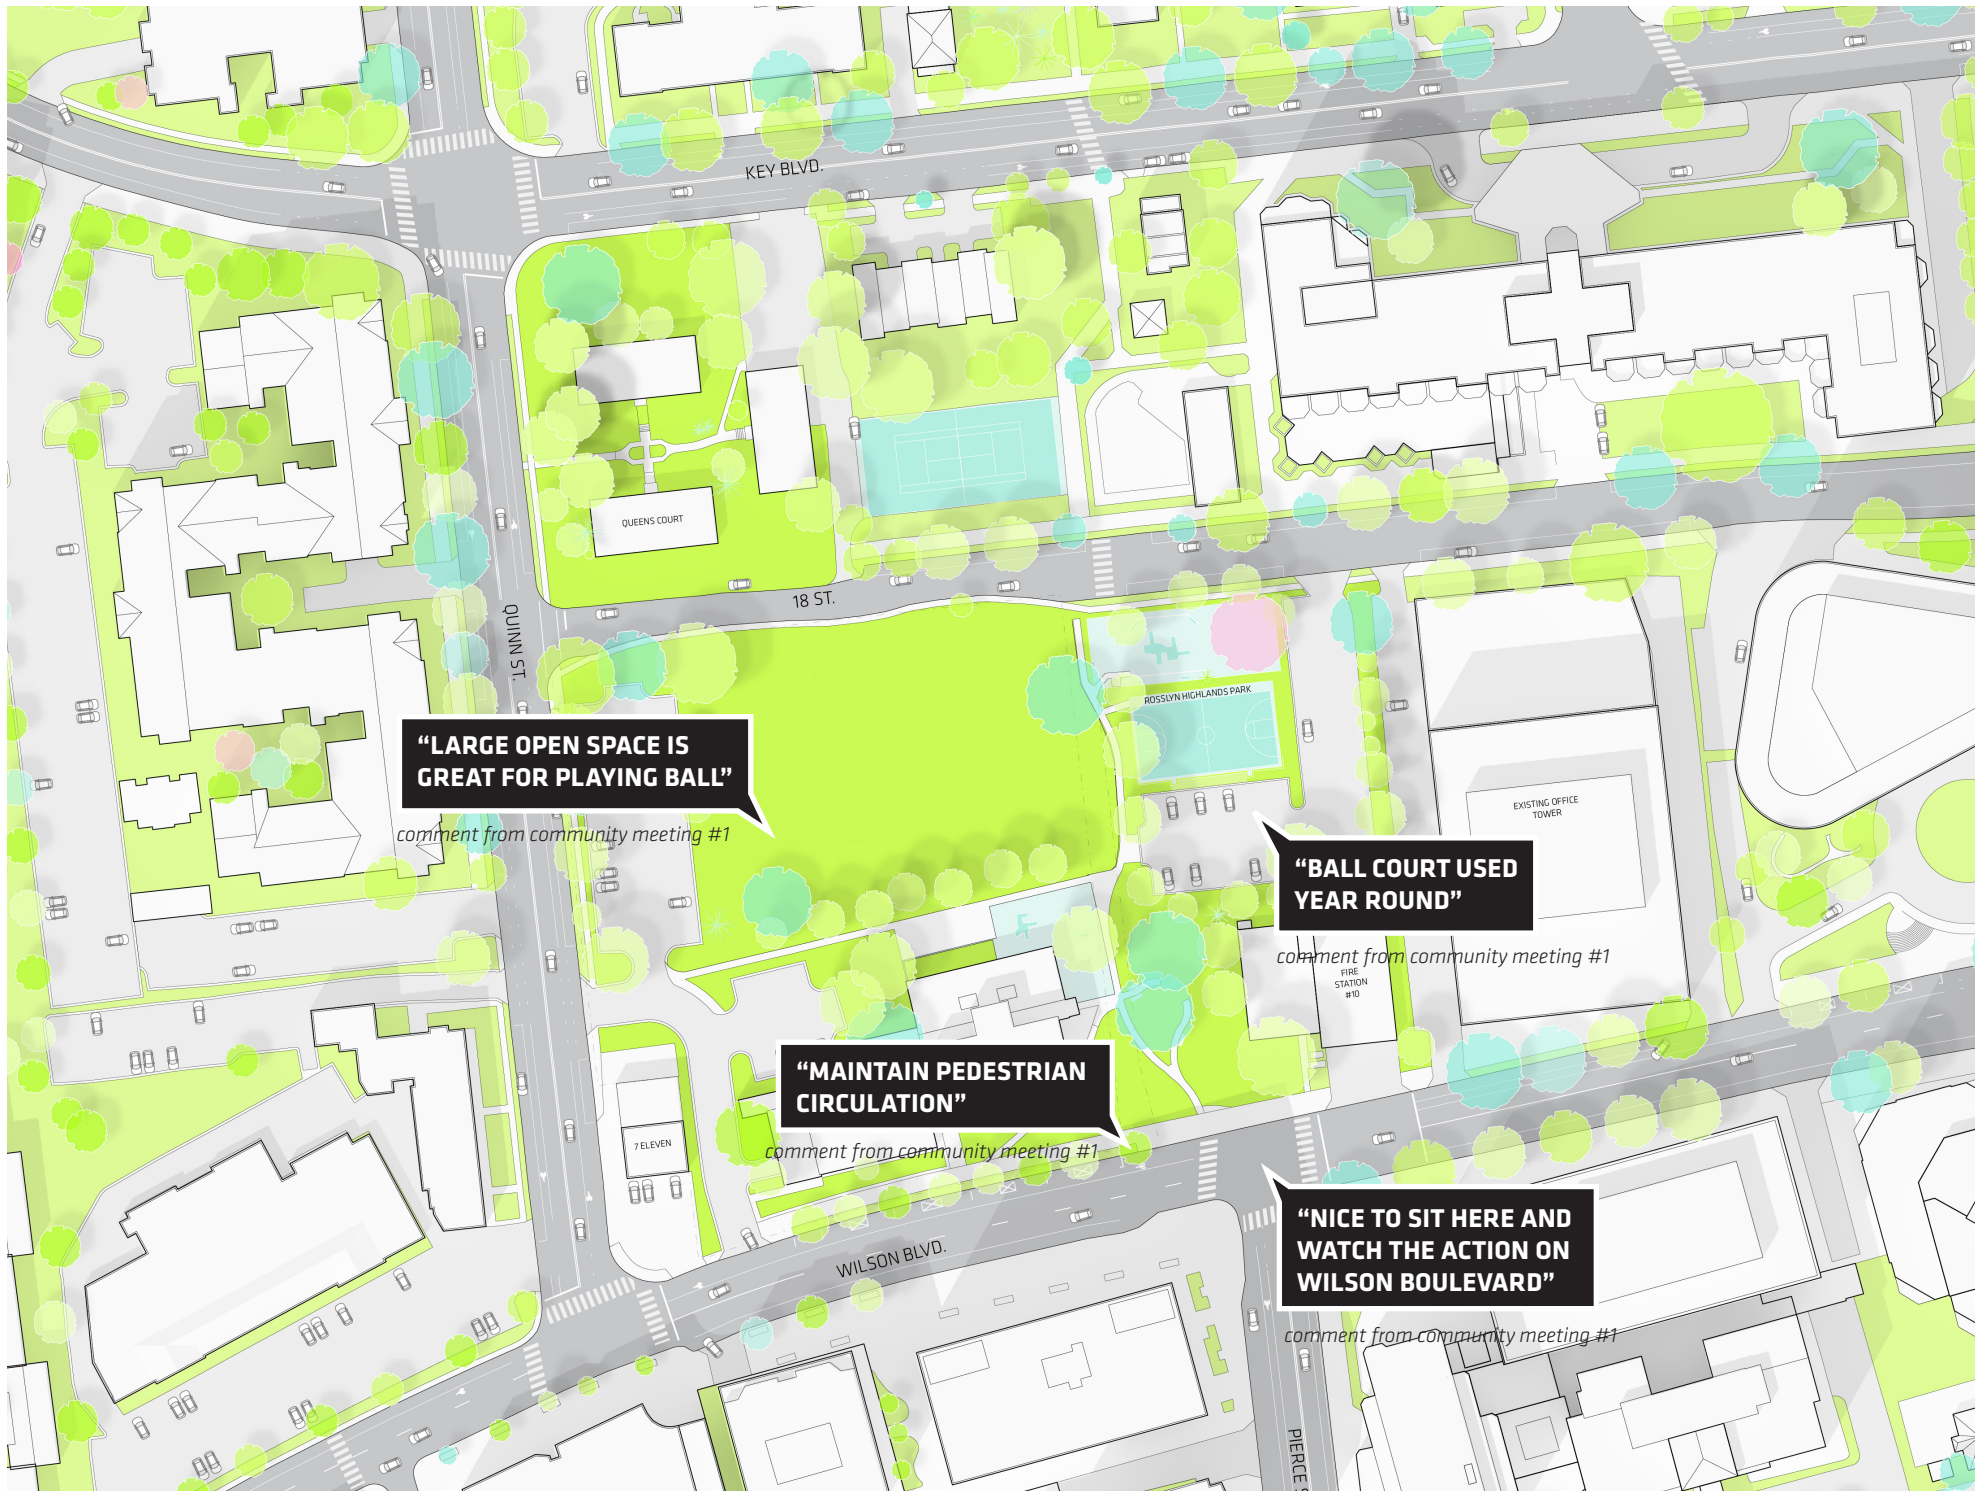 KEY BLVD.
QUEENS COURT
18 ST.
QUINN ST.
ROSSLYN HIGHLANDS PARK
“LARGE OPEN SPACE IS
GREAT FOR PLAYING BALL”
comment from community meeting #1
EXISTING OFFICE
TOWER
“BALL COURT USED
YEAR ROUND”
comment from community meeting #1
FIRE
STATION
#10
“MAINTAIN PEDESTRIAN
CIRCULATION”
comment from community meeting #1
7 ELEVEN
“NICE TO SIT HERE AND
WATCH THE ACTION ON
WILSON BOULEVARD”
comment from community meeting #1
WILSON BLVD.
PIERCE